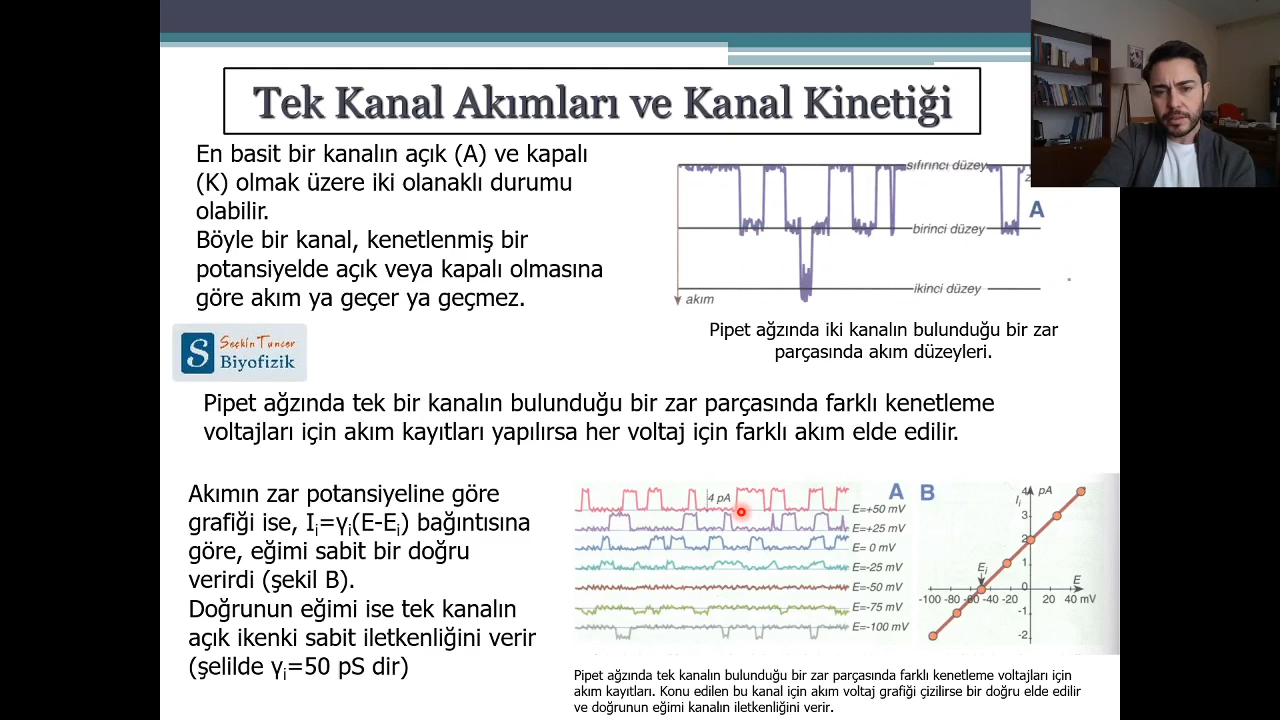 Tek Kanal Akımları ve Kanal Kinetiği
En basit bir kanalın açık (A) ve kapalı
(K) olmak üzere iki olanaklı durumu
olabilir.
Böyle bir kanal, kenetlenmiş bir
potansiyelde açık veya kapalı olmasına
göre akım ya geçer ya geçmez.
sıfırıncı düzey
z
A
birinci düzey
ikinci düzey
akım
Pipet ağzında iki kanalın bulunduğu bir zar
parçasında akım düzeyleri.
S
Seçkin Tuncer
Biyofizik
Pipet ağzında tek bir kanalın bulunduğu bir zar parçasında farklı kenetleme
voltajları için akım kayıtları yapılırsa her voltaj için farklı akım elde edilir.
Akımın zar potansiyeline göre
grafiği ise, Iᵢ=γᵢ(E-Eᵢ) bağıntısına
göre, eğimi sabit bir doğru
verirdi (şekil B).
Doğrunun eğimi ise tek kanalın
açık ikenki sabit iletkenliğini verir
(şelilde γᵢ=50 pS dir)
4 pA
A
E=+50 mV
E=+25 mV
E= 0 mV
E=-25 mV
E=-50 mV
E=-75 mV
E=-100 mV
B
Iᵢ
4 pA
3
2
1
Eᵢ
0
E
-100 -80 -60 -40 -20 20 40 mV
-1
-2
Pipet ağzında tek kanalın bulunduğu bir zar parçasında farklı kenetleme voltajları için
akım kayıtları. Konu edilen bu kanal için akım voltaj grafiği çizilirse bir doğru elde edilir
ve doğrunun eğimi kanalın iletkenliğini verir.